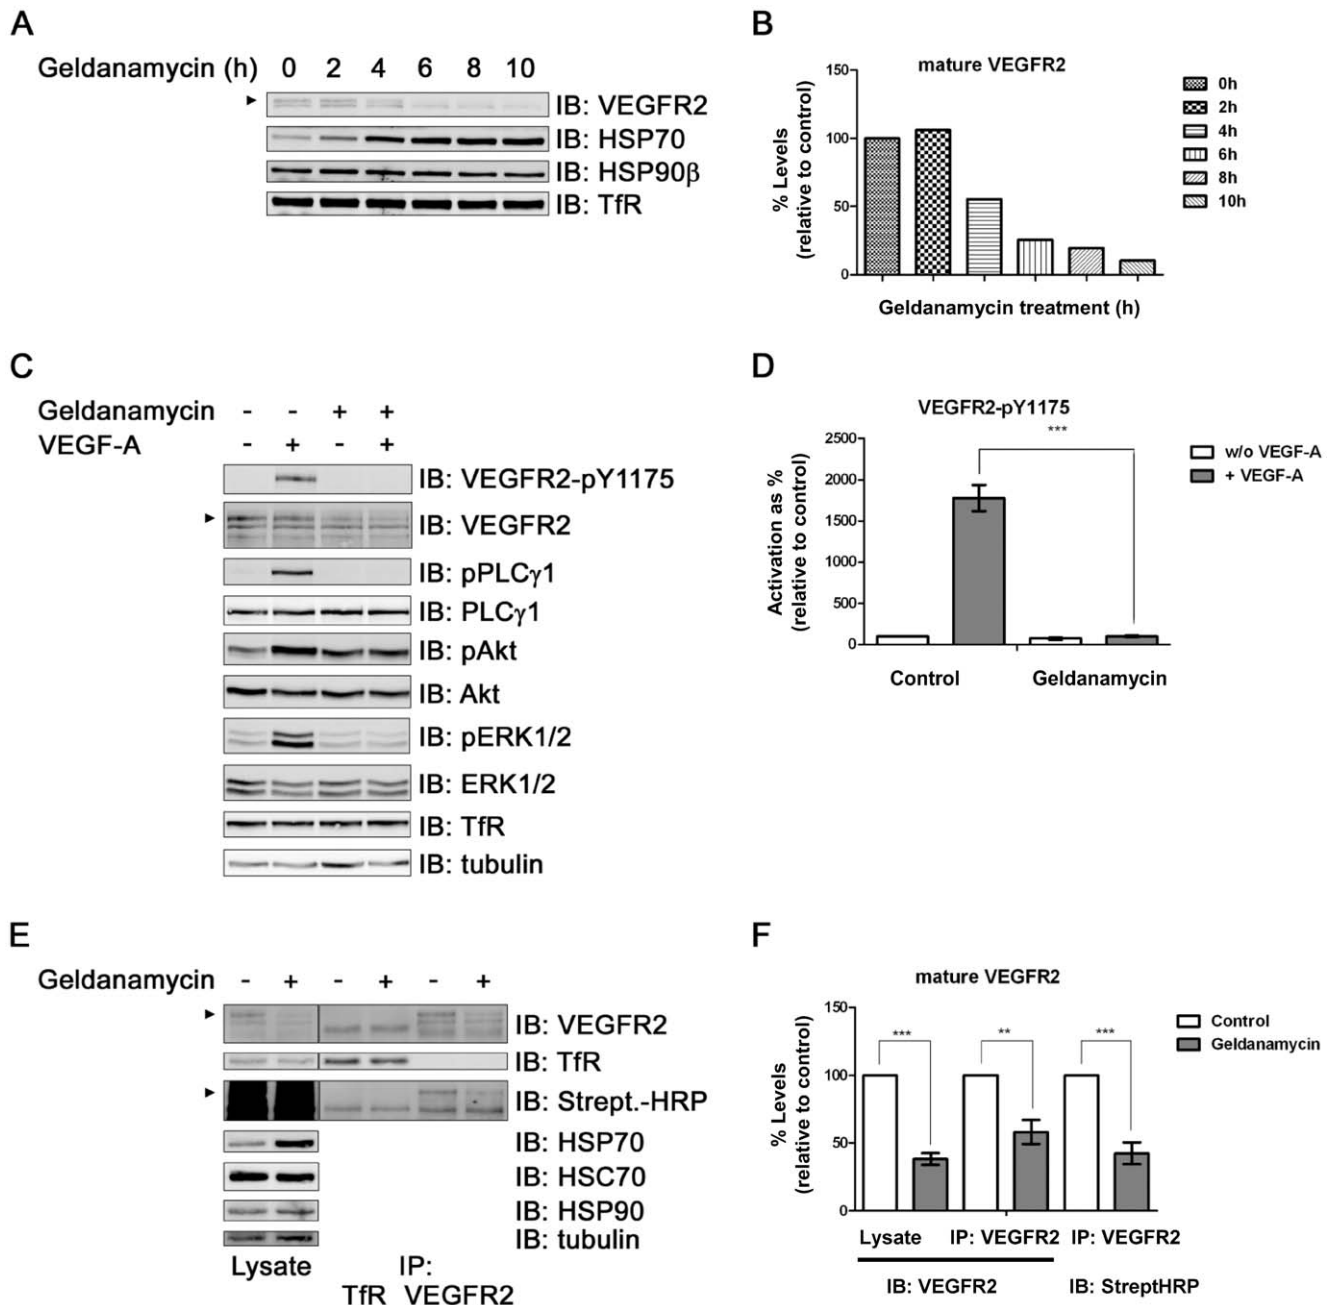 A
Geldanamycin (h) 0 2 4 6 8 10
IB: VEGFR2
IB: HSP70
IB: HSP90β
IB: TfR
B
mature VEGFR2
% Levels
(relative to control)
150
100
50
0
Geldanamycin treatment (h)
0h
2h
4h
6h
8h
10h
C
Geldanamycin - - + +
VEGF-A - + - +
IB: VEGFR2-pY1175
IB: VEGFR2
IB: pPLCγ1
IB: PLCγ1
IB: pAkt
IB: Akt
IB: pERK1/2
IB: ERK1/2
IB: TfR
IB: tubulin
D
VEGFR2-pY1175
Activation as %
(relative to control)
2500
2000
1500
1000
500
0
***
Control Geldanamycin
w/o VEGF-A
+ VEGF-A
E
Geldanamycin - + - + - +
IB: VEGFR2
IB: TfR
IB: Strept.-HRP
IB: HSP70
IB: HSC70
IB: HSP90
IB: tubulin
Lysate IP:
TfR VEGFR2
F
mature VEGFR2
% Levels
(relative to control)
150
100
50
0
*** ** ***
Control
Geldanamycin
Lysate IP: VEGFR2 IP: VEGFR2
IB: VEGFR2 IB: StreptHRP